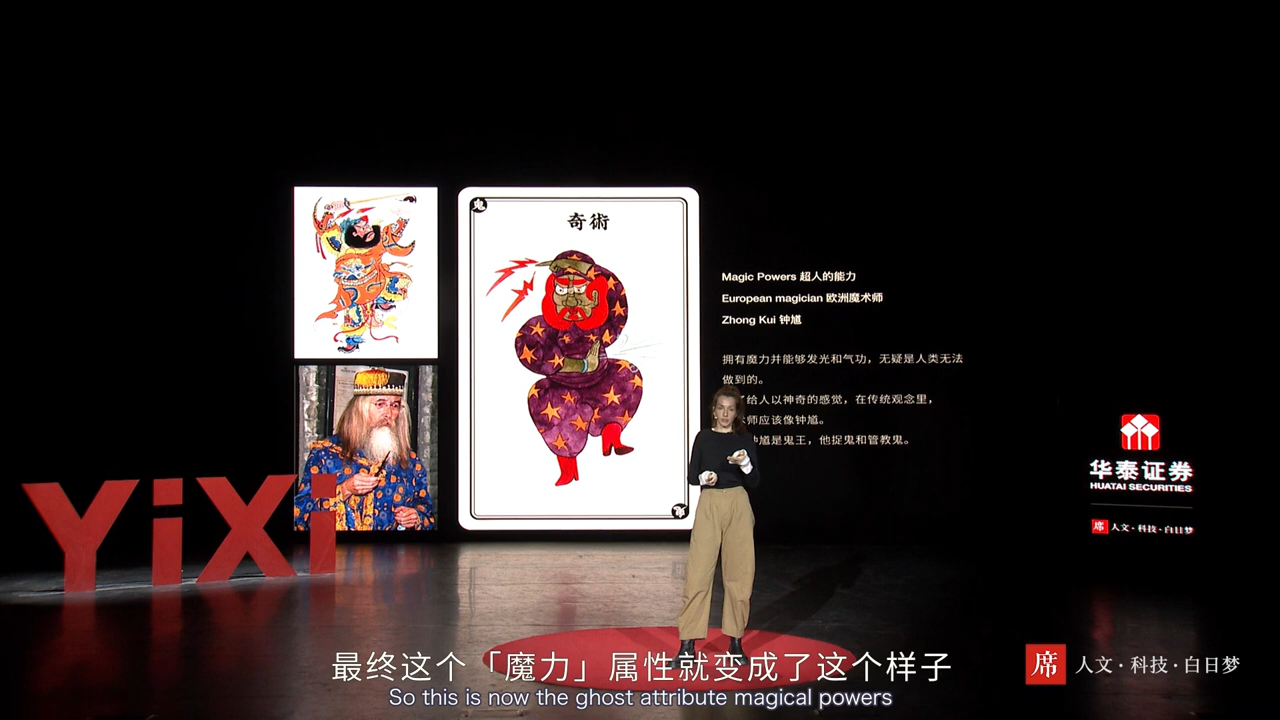 鬼
奇術
鬼
Magic Powers 超人的能力
European magician 欧洲魔术师
Zhong Kui 钟馗
拥有魔力并能够发光和气功，无疑是人类无法
做到的。
给人以神奇的感觉，在传统观念里，
师应该像钟馗。
钟馗是鬼王，他捉鬼和管教鬼。
YiXi
华泰证券
HUATAI SECURITIES
席 人文·科技·白日梦
最终这个「魔力」属性就变成了这个样子
So this is now the ghost attribute magical powers
席 人文·科技·白日梦